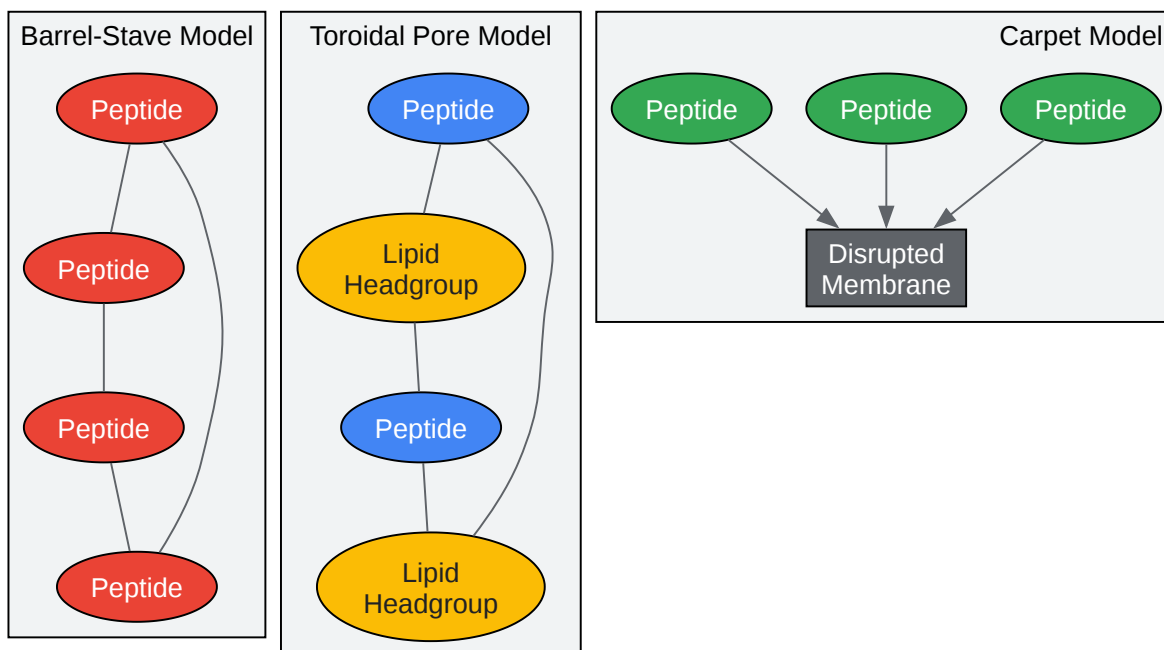 Barrel-Stave Model
Peptide
Peptide
Peptide
Peptide
Toroidal Pore Model
Peptide
Lipid
Headgroup
Peptide
Lipid
Headgroup
Carpet Model
Peptide
Peptide
Peptide
Disrupted
Membrane